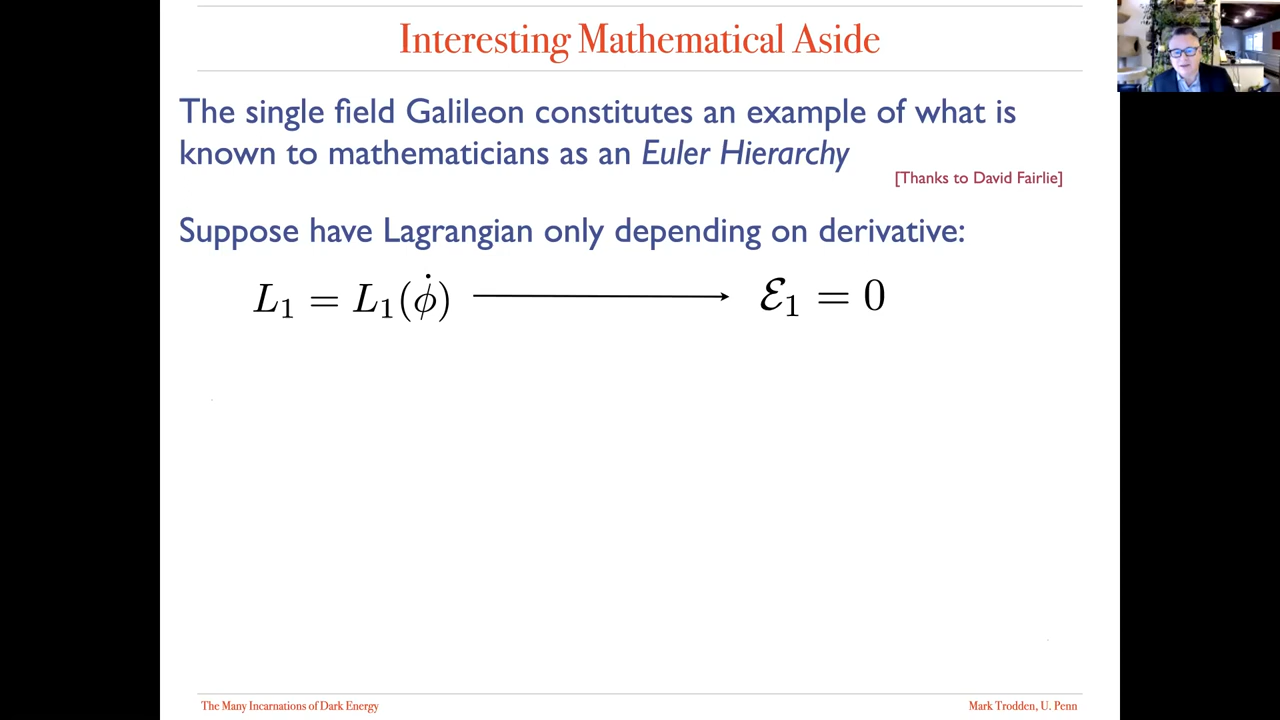 Interesting Mathematical Aside
The single field Galileon constitutes an example of what is
known to mathematicians as an Euler Hierarchy
[Thanks to David Fairlie]
Suppose have Lagrangian only depending on derivative:
L₁ = L₁(ϕ̇) ⟶ ℰ₁ = 0
The Many Incarnations of Dark Energy
Mark Trodden, U. Penn